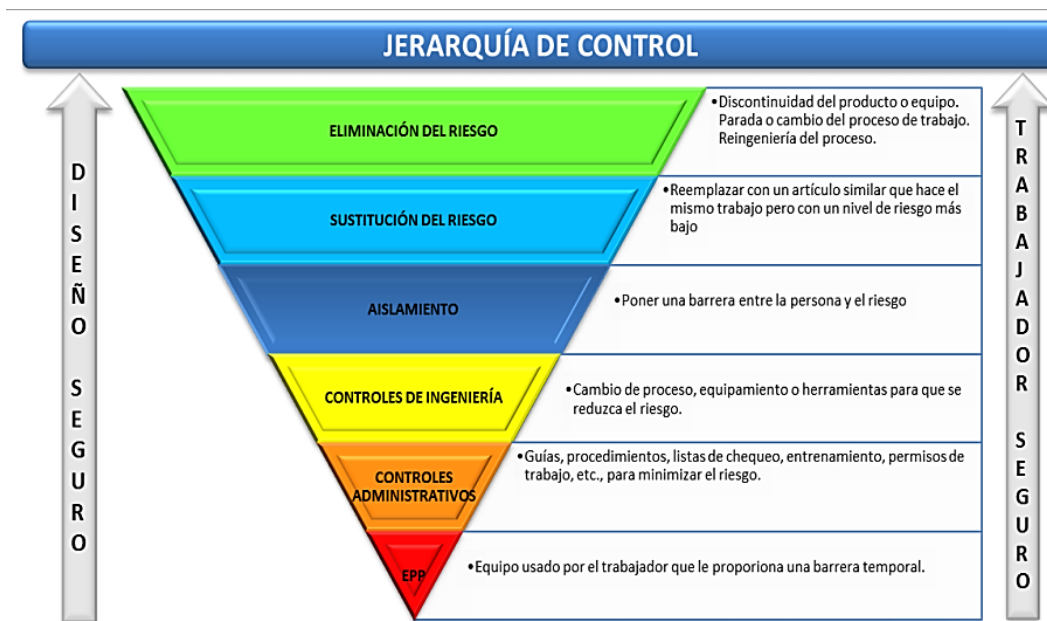 JERARQUÍA DE CONTROL
DISEÑO SEGURO
ELIMINACIÓN DEL RIESGO
•Discontinuidad del producto o equipo.
Parada o cambio del proceso de trabajo.
Reingeniería del proceso.
SUSTITUCIÓN DEL RIESGO
•Reemplazar con un artículo similar que hace el
mismo trabajo pero con un nivel de riesgo más
bajo
AISLAMIENTO
•Poner una barrera entre la persona y el riesgo
CONTROLES DE INGENIERÍA
•Cambio de proceso, equipamiento o herramientas para que se
reduzca el riesgo.
CONTROLES
ADMINISTRATIVOS
•Guías, procedimientos, listas de chequeo, entrenamiento, permisos de
trabajo, etc., para minimizar el riesgo.
EPP
•Equipo usado por el trabajador que le proporiona una barrera temporal.
TRABAJADOR SEGURO